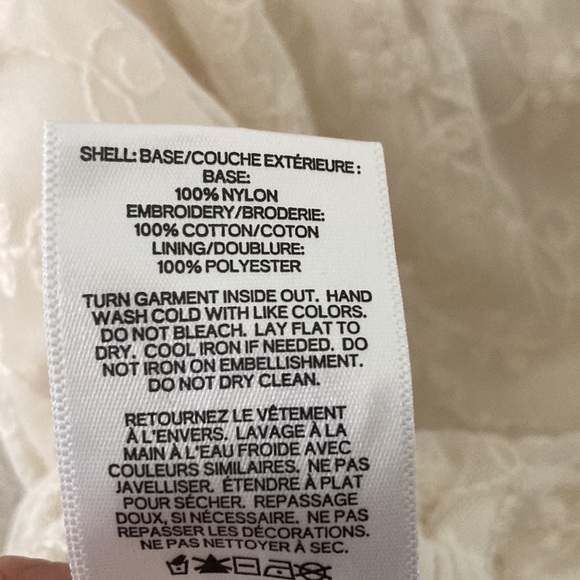 SHELL: BASE/COUCHE EXTÉRIEURE :
BASE:
100% NYLON
EMBROIDERY/BRODERIE:
100% COTTON/COTON
LINING/DOUBLURE:
100% POLYESTER
TURN GARMENT INSIDE OUT. HAND
WASH COLD WITH LIKE COLORS.
DO NOT BLEACH. LAY FLAT TO
DRY. COOL IRON IF NEEDED. DO
NOT IRON ON EMBELLISHMENT.
DO NOT DRY CLEAN.
RETOURNEZ LE VÊTEMENT
À L'ENVERS. LAVAGE À LA
MAIN À L'EAU FROIDE AVEC
COULEURS SIMILAIRES. NE PAS
JAVELLISER. ÉTENDRE À PLAT
POUR SÉCHER. REPASSAGE
DOUX, SI NÉCESSAIRE. NE PAS
REPASSER LES DÉCORATIONS.
NE PAS NETTOYER À SEC.